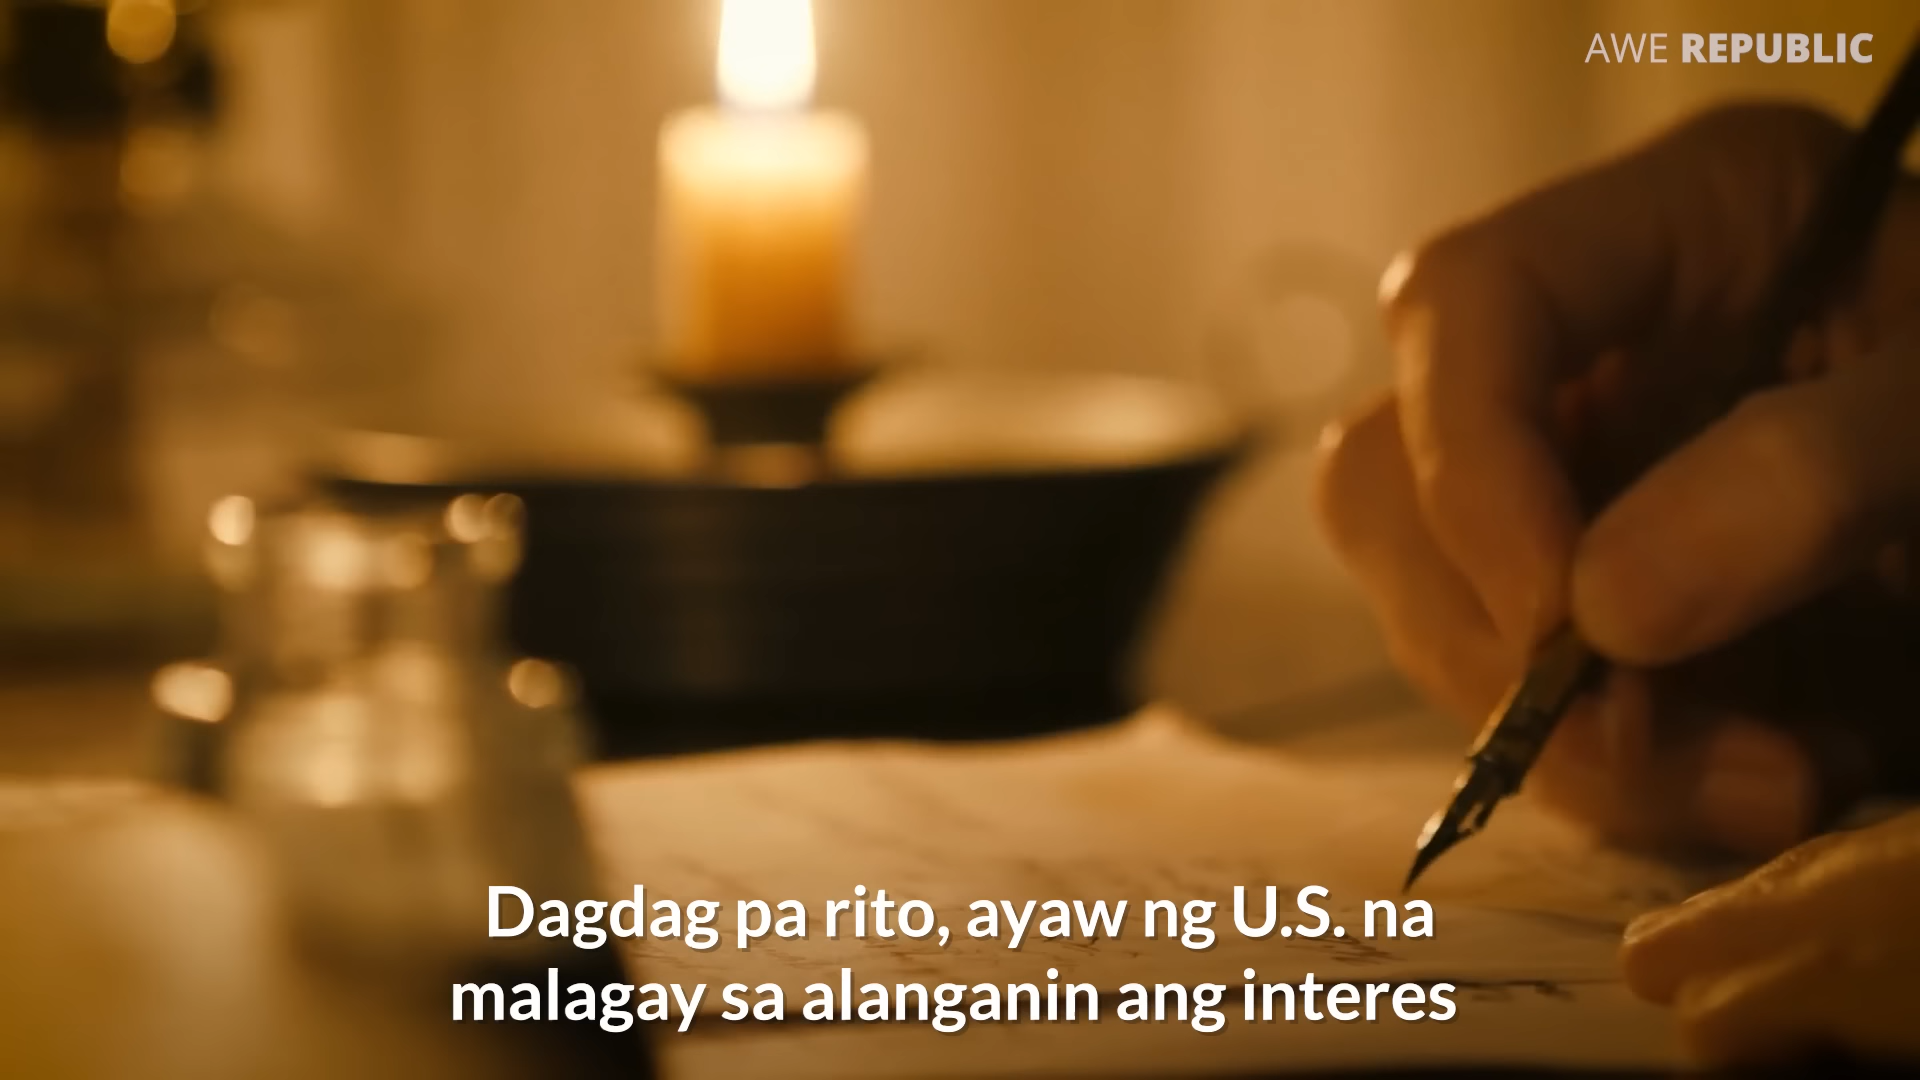 AWE REPUBLIC
Dagdag pa rito, ayaw ng U.S. na
malagay sa alanganin ang interes